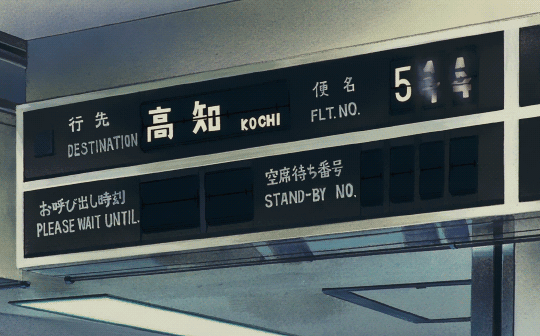 行先 高知 KOCHI 便名 5
DESTINATION FLT.NO.
お呼び出し時刻 空席待ち番号
PLEASE WAIT UNTIL. STAND-BY NO.